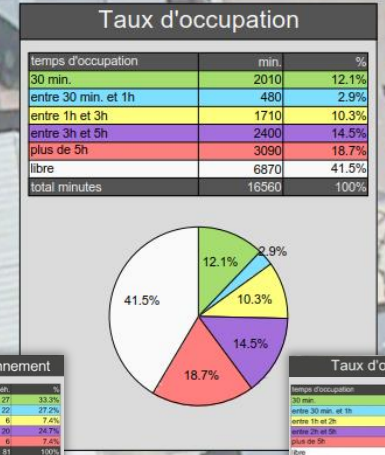 Taux d'occupation
temps d'occupation min. %
30 min. 2010 12.1%
entre 30 min. et 1h 480 2.9%
entre 1h et 3h 1710 10.3%
entre 3h et 5h 2400 14.5%
plus de 5h 3090 18.7%
libre 6870 41.5%
total minutes 16560 100%
12.1%
2.9%
10.3%
14.5%
18.7%
41.5%
nnement
éh. %
27 33.3%
22 27.2%
6 7.4%
20 24.7%
6 7.4%
81 100%
Taux d'o
temps d'occupation
30 min.
entre 30 min. et 1h
entre 1h et 2h
entre 2h et 5h
plus de 5h
libre